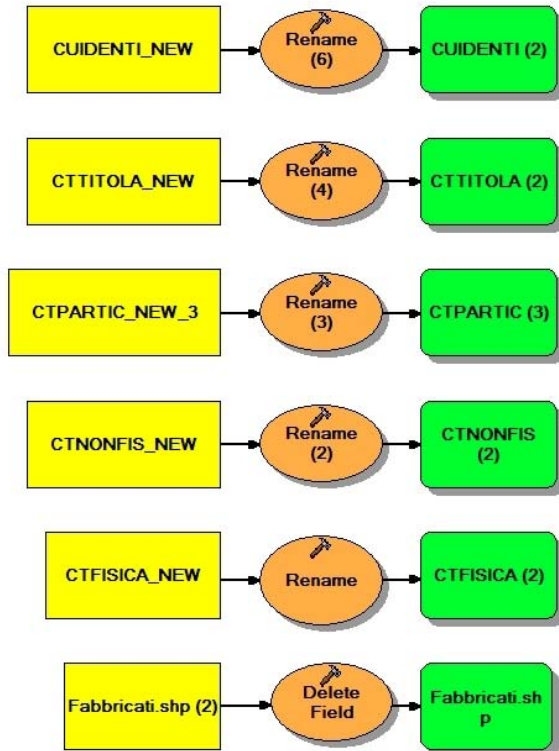 CUIDENTI_NEW
Rename
(6)
CUIDENTI (2)
CTTITOLA_NEW
Rename
(4)
CTTITOLA (2)
CTPARTIC_NEW_3
Rename
(3)
CTPARTIC (3)
CTNONFIS_NEW
Rename
(2)
CTNONFIS
(2)
CTFISICA_NEW
Rename
CTFISICA (2)
Fabbricati.shp (2)
Delete
Field
Fabbricati.sh
p